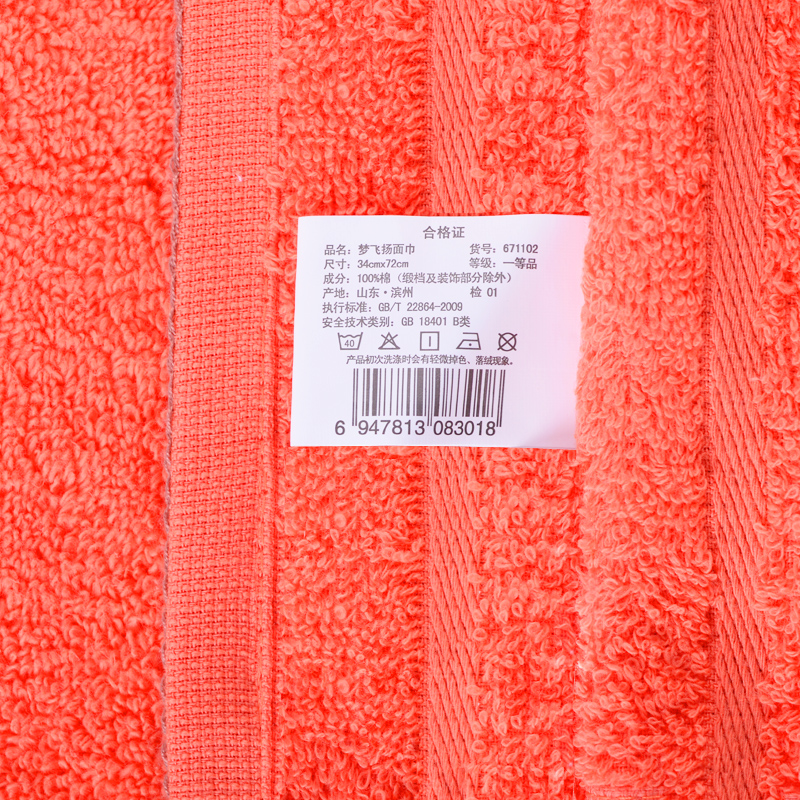 合格证
品名：梦飞扬面巾 货号：671102
尺寸：34cmx72cm 等级：一等品
成分：100%棉（缎档及装饰部分除外）
产地：山东·滨州 检 01
执行标准：GB/T 22864-2009
安全技术类别：GB 18401 B类
40
产品初次洗涤时会有轻微掉色、落绒现象。
6 947813 083018